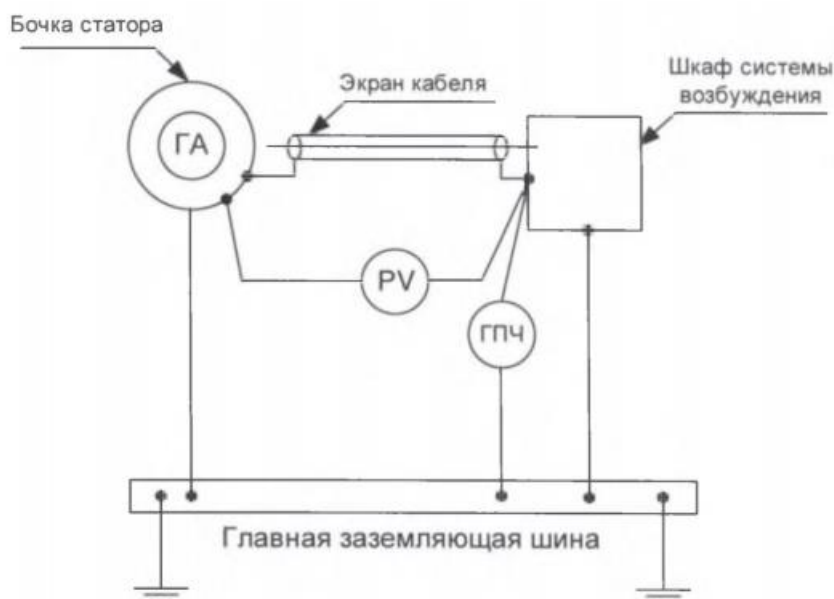 Бочка статора
Экран кабеля
Шкаф системы
возбуждения
ГА
PV
ГПЧ
Главная заземляющая шина